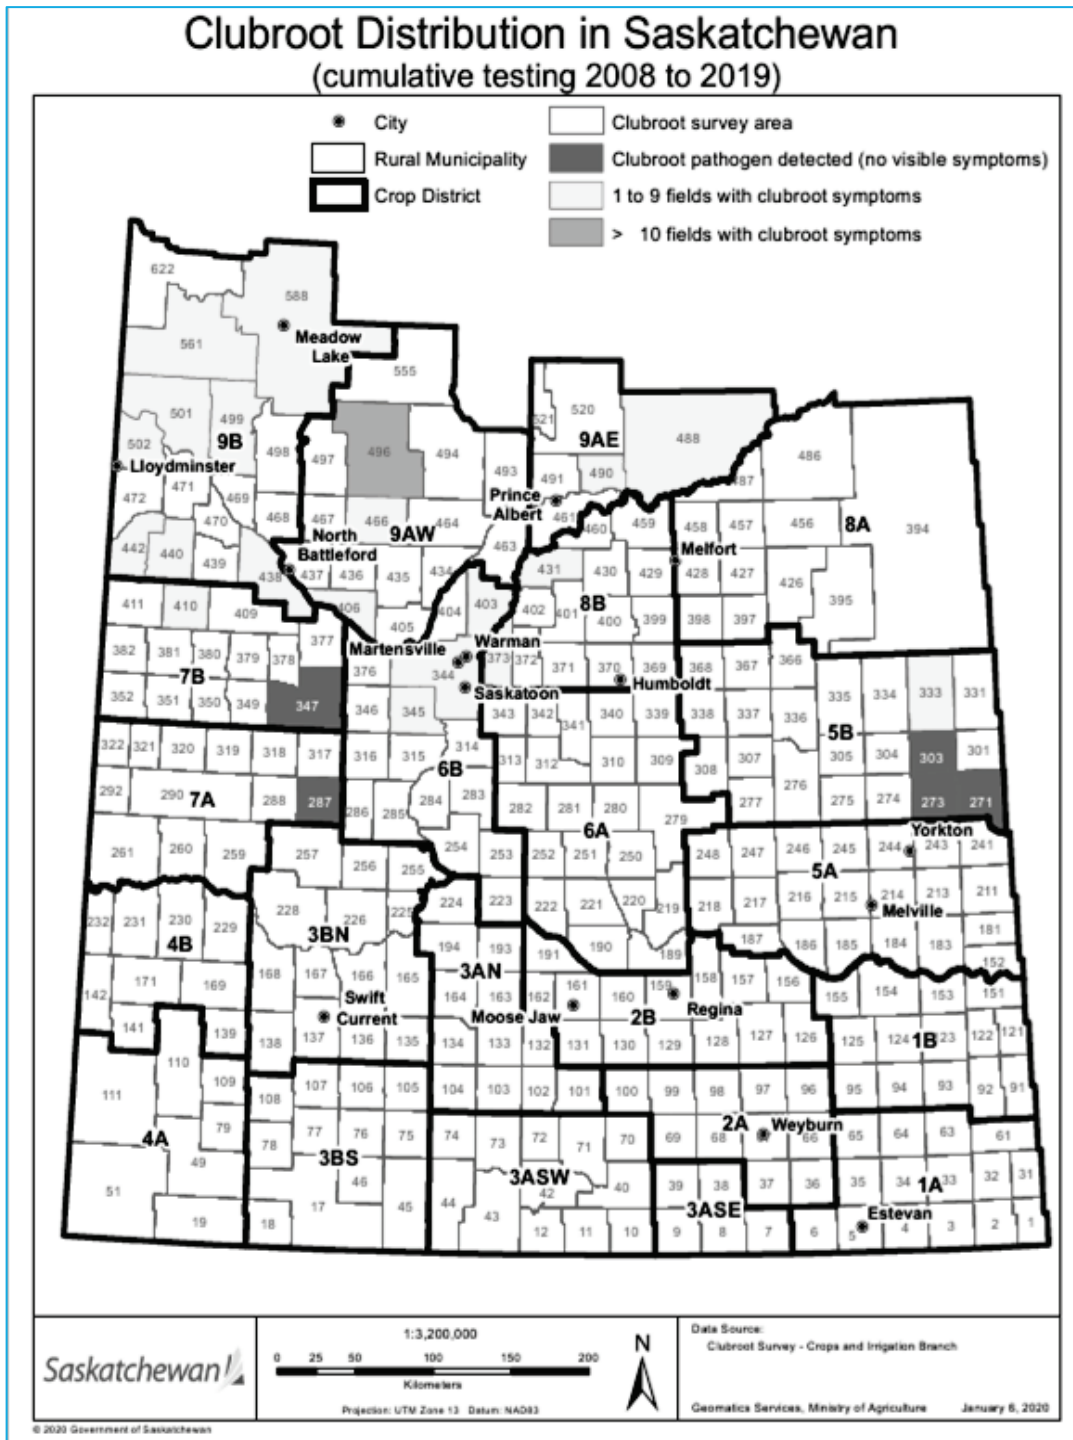 Clubroot Distribution in Saskatchewan
(cumulative testing 2008 to 2019)
City
Rural Municipality
Crop District
Clubroot survey area
Clubroot pathogen detected (no visible symptoms)
1 to 9 fields with clubroot symptoms
> 10 fields with clubroot symptoms
622
588
Meadow
Lake
561
555
501 499
9B
502
498
Lloydminster
497 496 494 493
521 520
9AE
488
491 490
486
487
472 471 469
470
468 467 466 464
9AW
North
Battleford
Prince
Albert
461 460 459 458 457 456
8A
394
463
Melfort
442 440 439 438 437 436 435 434
431 430 429 428 427 426
395
8B
411 410 409 406 405 404 403 402 401 400 399 398 397
377
Martensville
Warman
382 381 380 379 378
7B
376
344
Saskatoon
373 372 371 370 369 368 367 366
Humboldt
352 351 350 349 347 346 345
343 342 341 340 339 338 337 336 335 334 333 331
5B
322 321 320 319 318 317 316 315 314
6B
313 312 310 309 308 307 305 304 303 301
292 290 288 287 286 285 284 283
7A
282 281 280 279 277 276 275 274 273 271
6A
Yorkton
261 260 259 257 256 255 254 253 252 251 250 248 247 246 245 244 243 241
5A
232 231 230 229 228 226 225 224 223 222 221 220 219 218 217 216 215 214 213 211
4B
3BN
Melville
194 193 191 190 189 187 186 185 184 183 181
3AN
171 169 168 167 166 165 164 163 162 161 160 159 158 157 156 155 154 153 152 151
Swift
Current
Moose Jaw
2B
Regina
142 141 139 138 137 136 135 134 133 132 131 130 129 128 127 126 125 124 123 122 121
1B
111 110 109 108 107 106 105 104 103 102 101 100 99 98 97 96 95 94 93 92 91
4A
79 78 77 76 75 74 73 72 71 70 69 68 66 65 64 63 61
3BS
3ASW
2A
Weyburn
51 49 46 45 44 43 42 40 39 38 37 36 35 34 33 32 31
3ASE
1A
Estevan
19 18 17 12 11 10 9 8 7 6 5 4 3 2 1
Saskatchewan
1:3,200,000
0 25 50 100 150 200
Kilometers
Projection: UTM Zone 13 Datum: NAD83
N
Data Source:
Clubroot Survey - Crops and Irrigation Branch
Geomatics Services, Ministry of Agriculture January 6, 2020
© 2020 Government of Saskatchewan